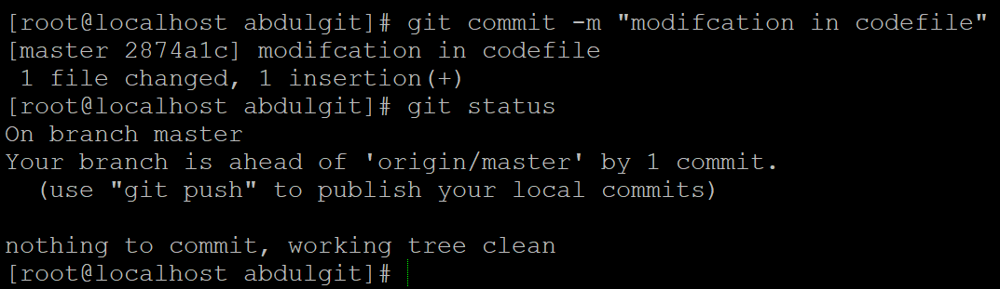 [root@localhost abdulgit]# git commit -m "modifcation in codefile"
[master 2874a1c] modifcation in codefile
 1 file changed, 1 insertion(+)
[root@localhost abdulgit]# git status
On branch master
Your branch is ahead of 'origin/master' by 1 commit.
  (use "git push" to publish your local commits)

nothing to commit, working tree clean
[root@localhost abdulgit]#